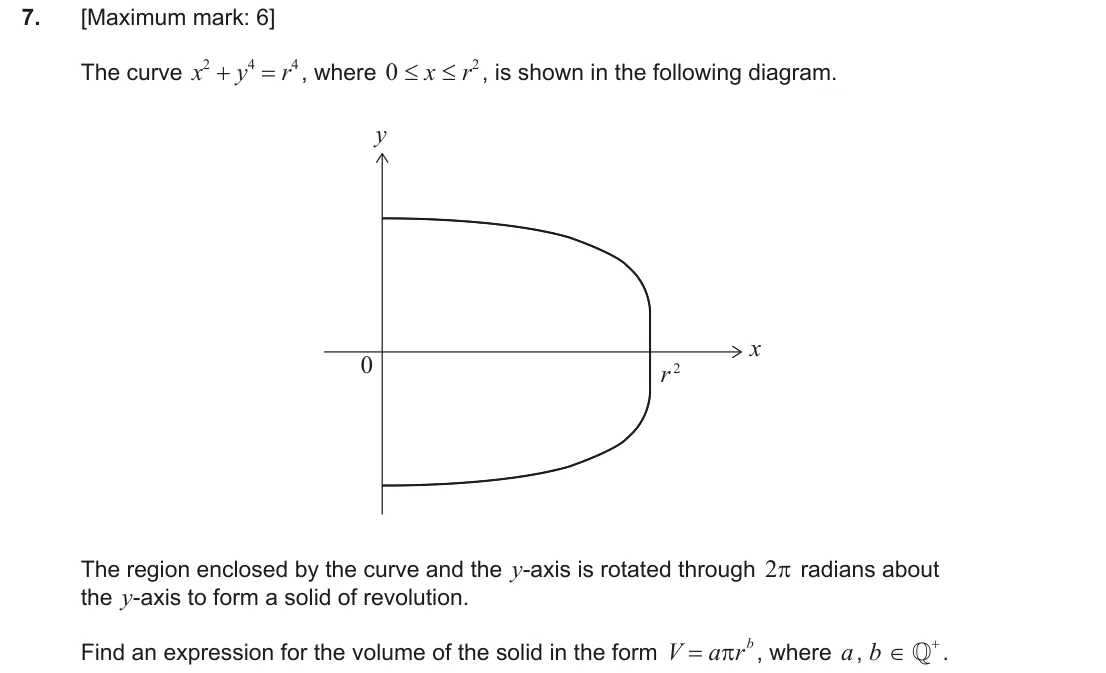 7. [Maximum mark: 6]
The curve x² + y⁴ = r⁴, where 0 ≤ x ≤ r², is shown in the following diagram.
y
x
0
r²
The region enclosed by the curve and the y-axis is rotated through 2π radians about
the y-axis to form a solid of revolution.
Find an expression for the volume of the solid in the form V = aπrᵇ, where a, b ∈ ℚ⁺.